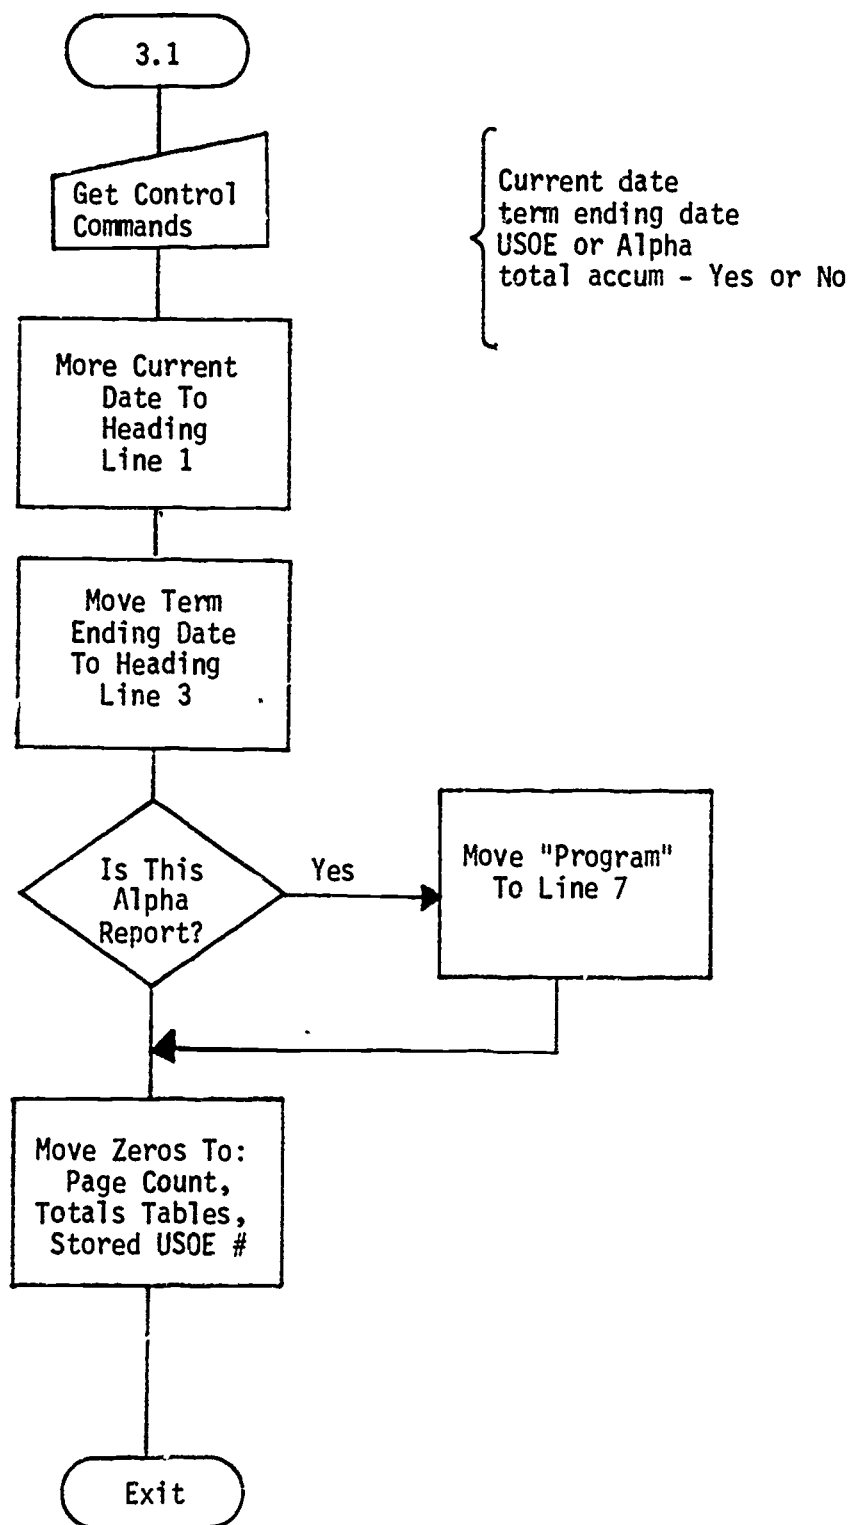 3.1
Get Control
Commands
Current date
term ending date
USOE or Alpha
total accum - Yes or No
More Current
Date To
Heading
Line 1
Move Term
Ending Date
To Heading
Line 3
Is This
Alpha
Report?
Yes
Move "Program"
To Line 7
Move Zeros To:
Page Count,
Totals Tables,
Stored USOE #
Exit